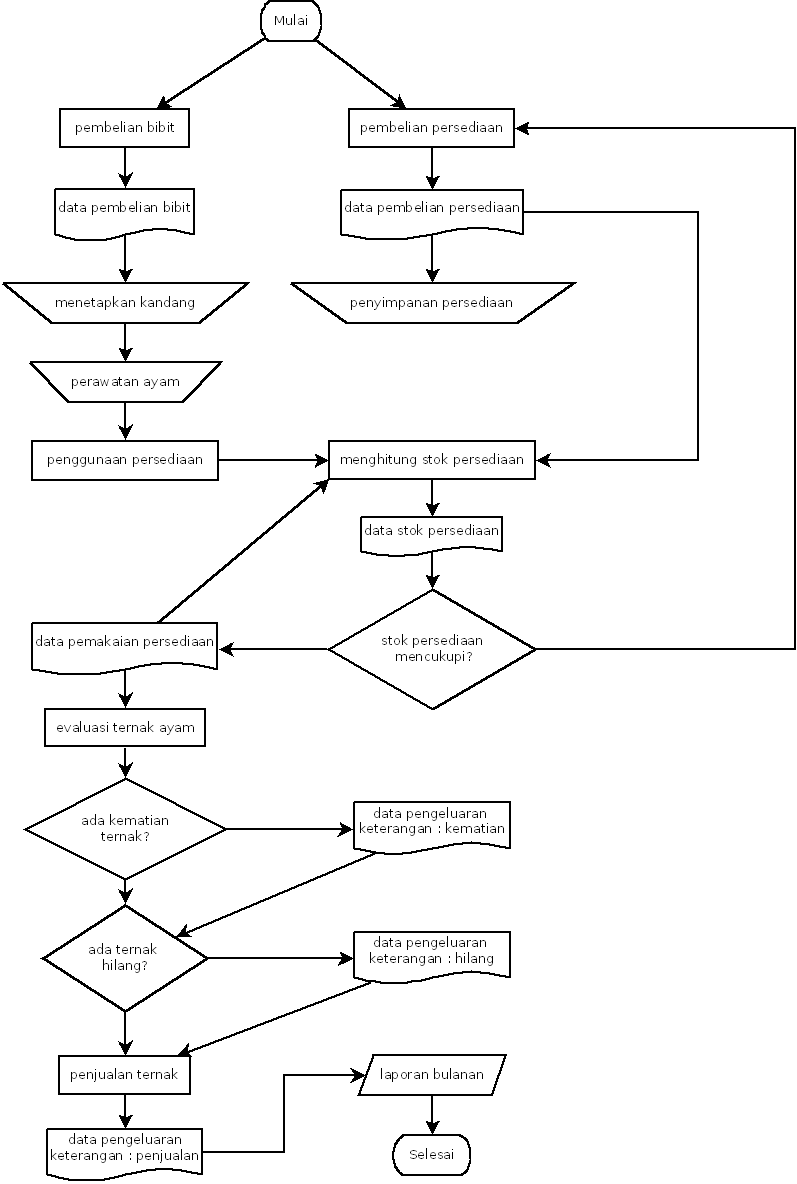 Mulai
pembelian bibit
pembelian persediaan
data pembelian bibit
data pembelian persediaan
menetapkan kandang
penyimpanan persediaan
perawatan ayam
penggunaan persediaan
menghitung stok persediaan
data stok persediaan
stok persediaan
mencukupi?
data pemakaian persediaan
evaluasi ternak ayam
ada kematian
ternak?
data pengeluaran
keterangan : kematian
ada ternak
hilang?
data pengeluaran
keterangan : hilang
penjualan ternak
laporan bulanan
data pengeluaran
keterangan : penjualan
Selesai